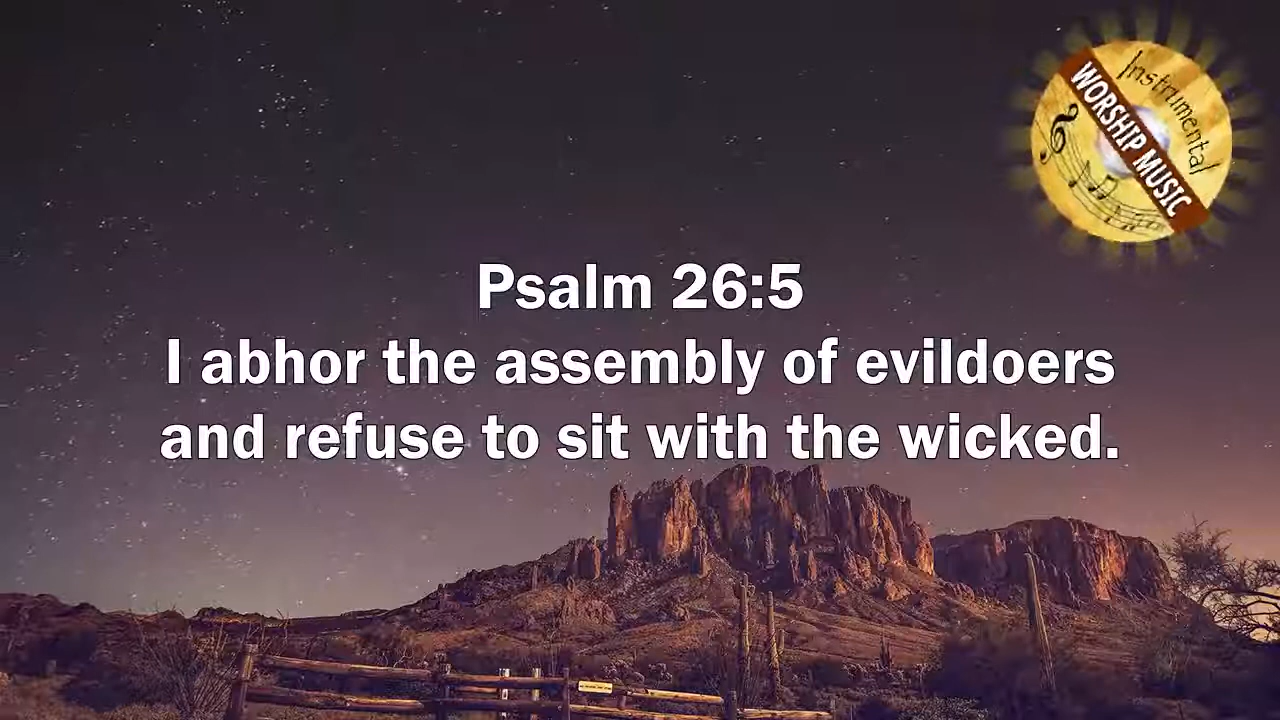 Instrumental
WORSHIP MUSIC
Psalm 26:5
I abhor the assembly of evildoers
and refuse to sit with the wicked.